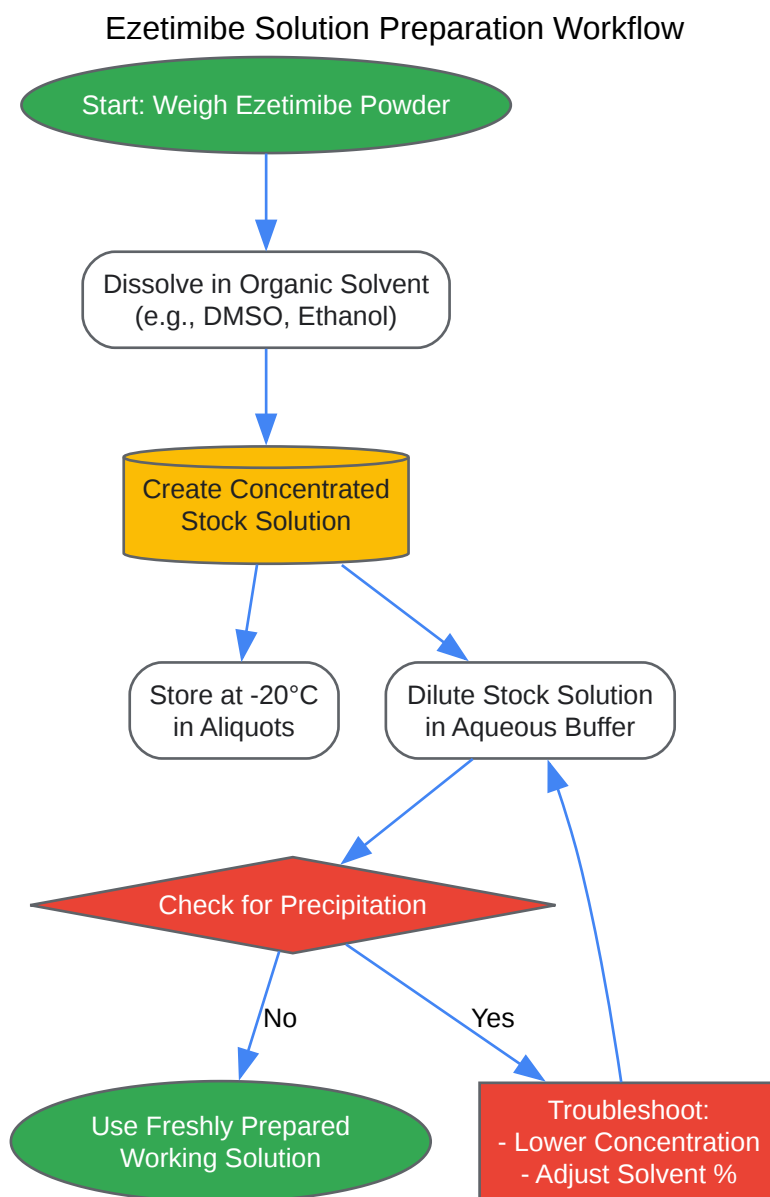 Ezetimibe Solution Preparation Workflow
Start: Weigh Ezetimibe Powder
Dissolve in Organic Solvent
(e.g., DMSO, Ethanol)
Create Concentrated
Stock Solution
Store at -20°C
in Aliquots
Dilute Stock Solution
in Aqueous Buffer
Check for Precipitation
No
Yes
Use Freshly Prepared
Working Solution
Troubleshoot:
- Lower Concentration
- Adjust Solvent %